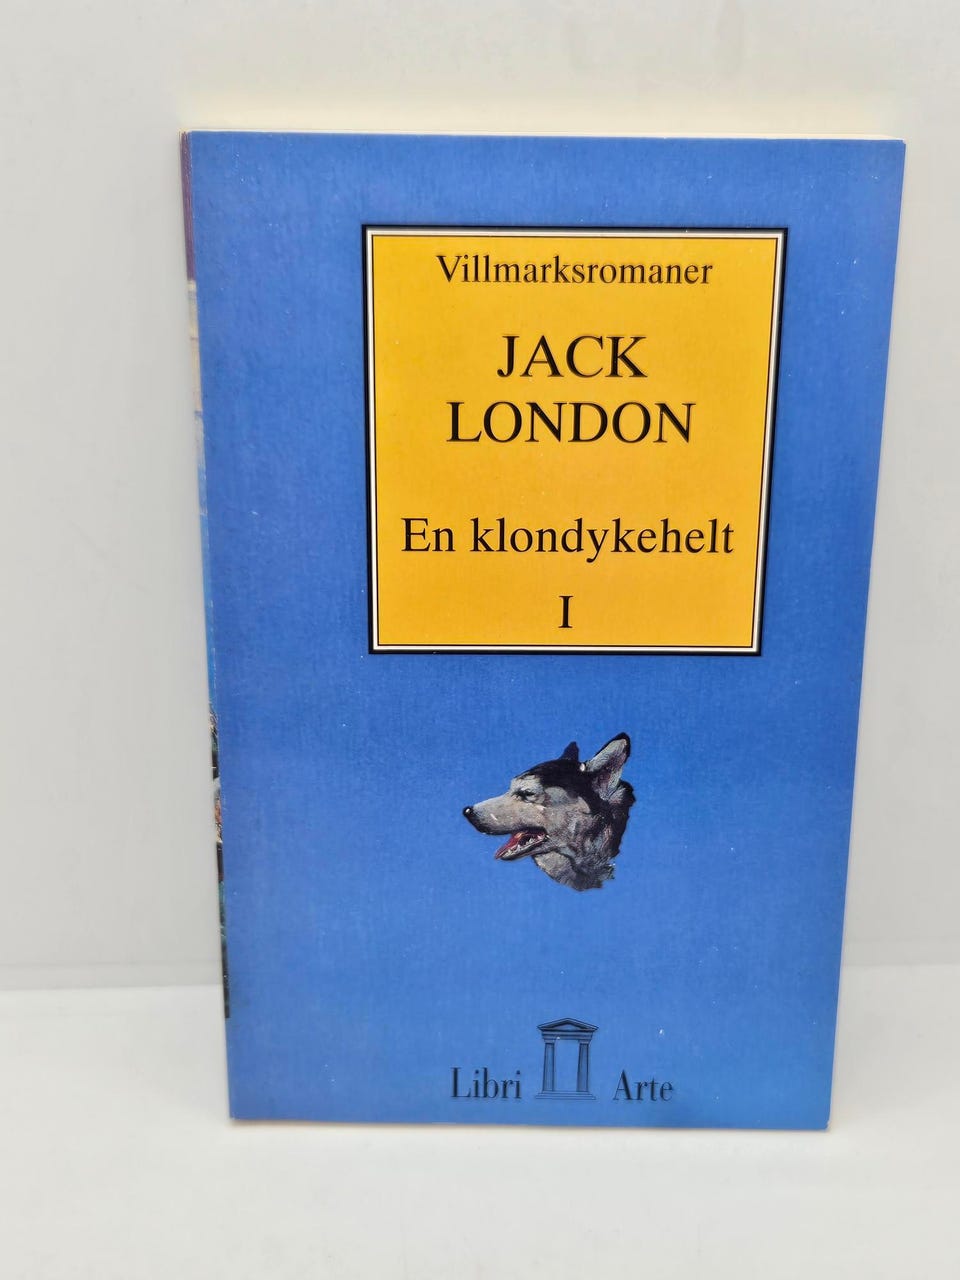 Villmarksromaner
JACK
LONDON
En klondykehelt
I
Libri Arte